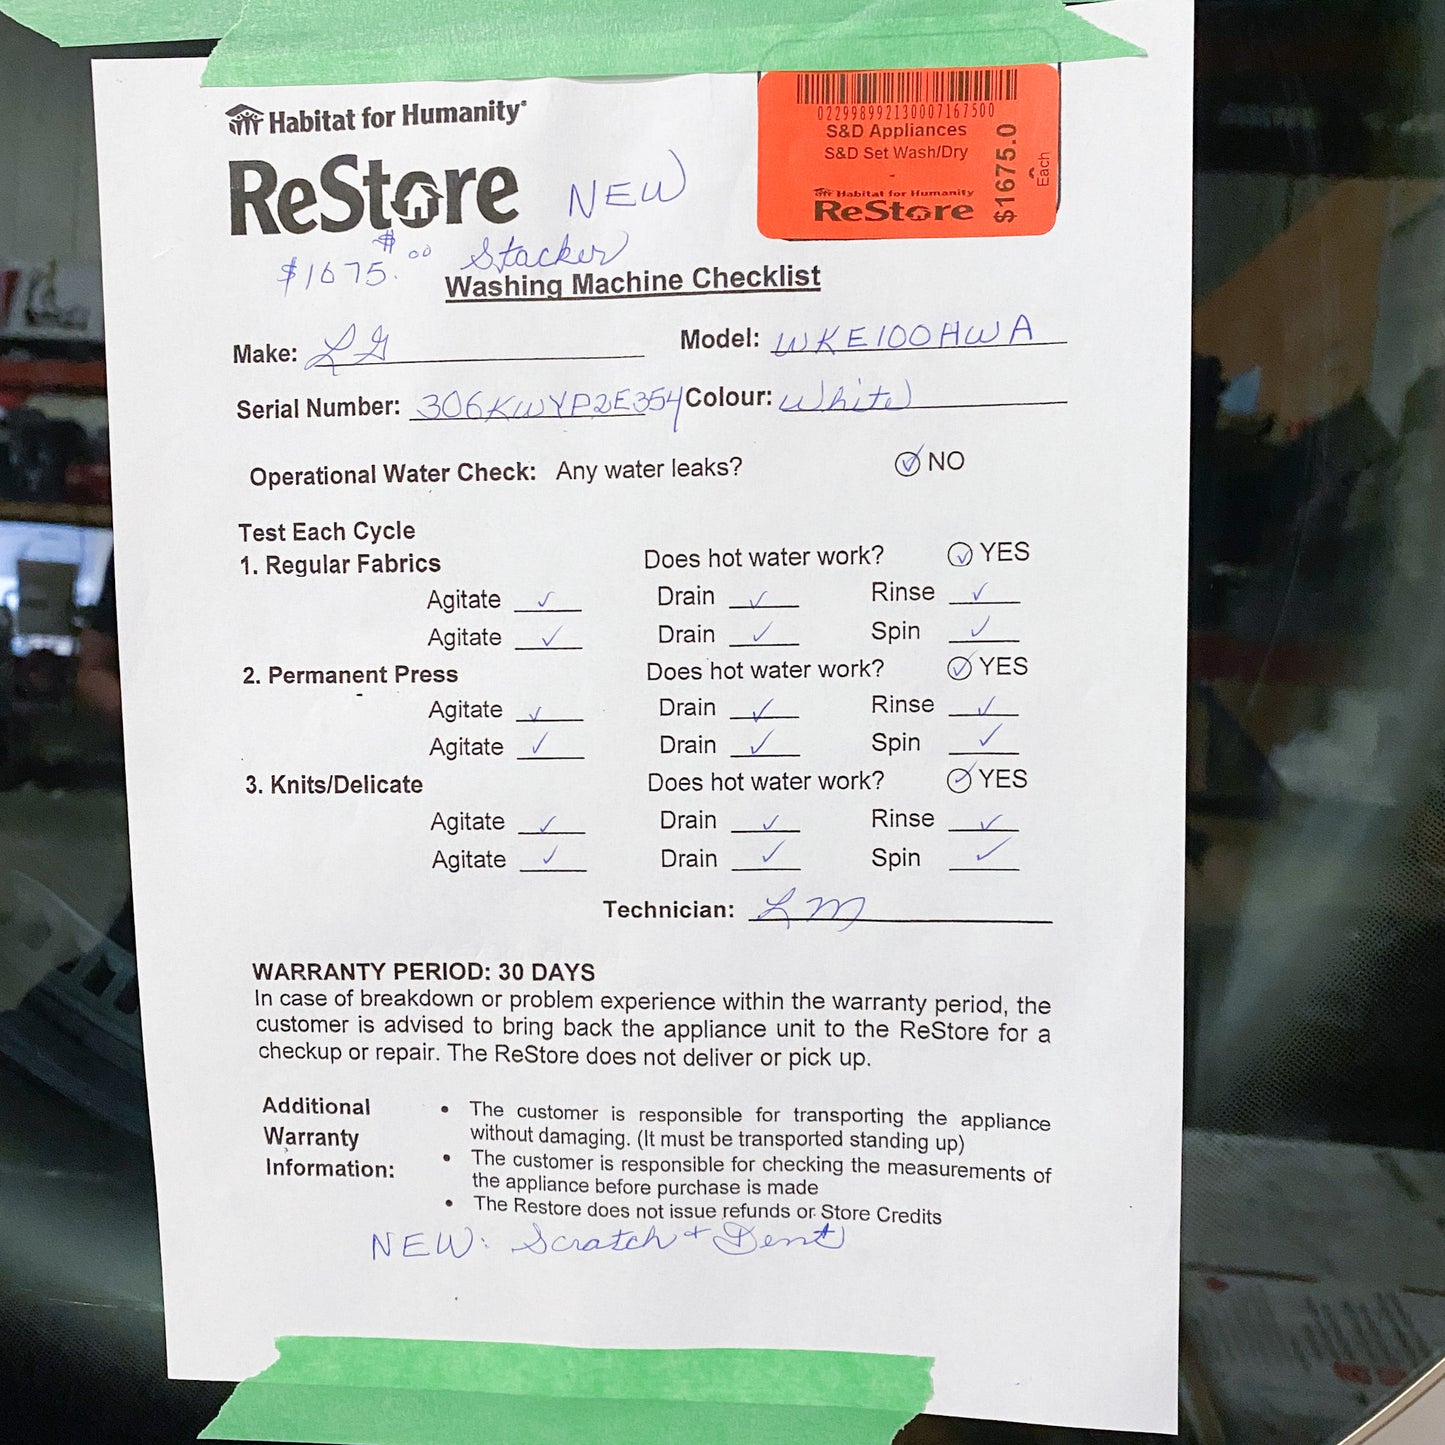 Habitat for Humanity®
ReStore
NEW
$1675.00 $
Stacker
022998992130007167500
S&D Appliances
S&D Set Wash/Dry
-
Habitat for Humanity
ReStore
$1675.0
Each
Washing Machine Checklist
Make: LG Model: WKE100HWA
Serial Number: 306KWYP2E354 Colour: White
Operational Water Check: Any water leaks? ✓ NO
Test Each Cycle
1. Regular Fabrics Does hot water work? ✓ YES
Agitate ✓ Drain ✓ Rinse ✓
Agitate ✓ Drain ✓ Spin ✓
2. Permanent Press Does hot water work? ✓ YES
Agitate ✓ Drain ✓ Rinse ✓
Agitate ✓ Drain ✓ Spin ✓
3. Knits/Delicate Does hot water work? ✓ YES
Agitate ✓ Drain ✓ Rinse ✓
Agitate ✓ Drain ✓ Spin ✓
Technician: LM
WARRANTY PERIOD: 30 DAYS
In case of breakdown or problem experience within the warranty period, the
customer is advised to bring back the appliance unit to the ReStore for a
checkup or repair. The ReStore does not deliver or pick up.
Additional
Warranty
Information:
• The customer is responsible for transporting the appliance
without damaging. (It must be transported standing up)
• The customer is responsible for checking the measurements of
the appliance before purchase is made
• The Restore does not issue refunds or Store Credits
NEW: Scratch + Dent